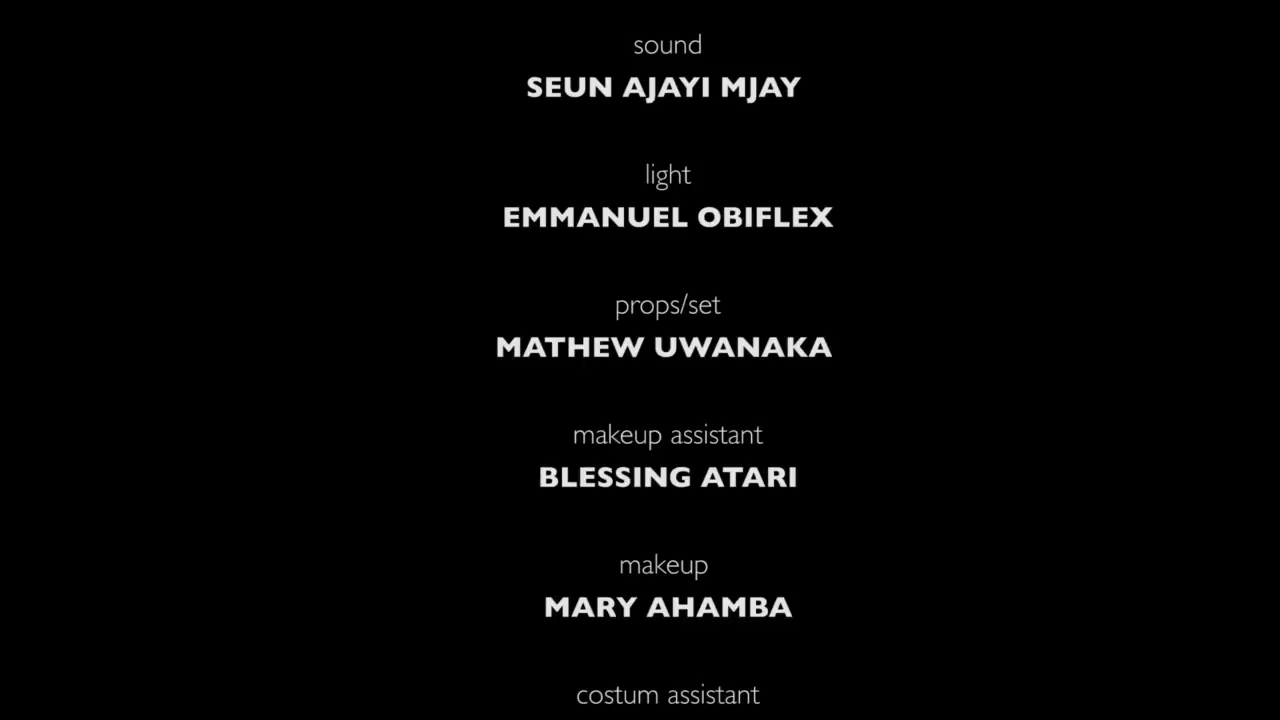 sound
SEUN AJAYI MJAY
light
EMMANUEL OBIFLEX
props/set
MATHEW UWANAKA
makeup assistant
BLESSING ATARI
makeup
MARY AHAMBA
costum assistant